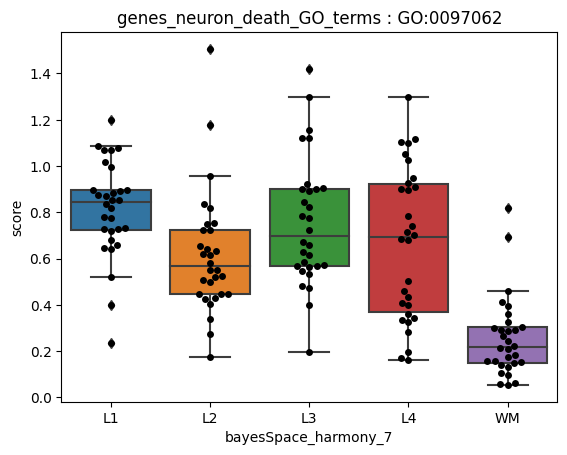 genes_neuron_death_GO_terms : GO:0097062
score
1.4
1.2
1.0
0.8
0.6
0.4
0.2
0.0
L1 L2 L3 L4 WM
bayesSpace_harmony_7